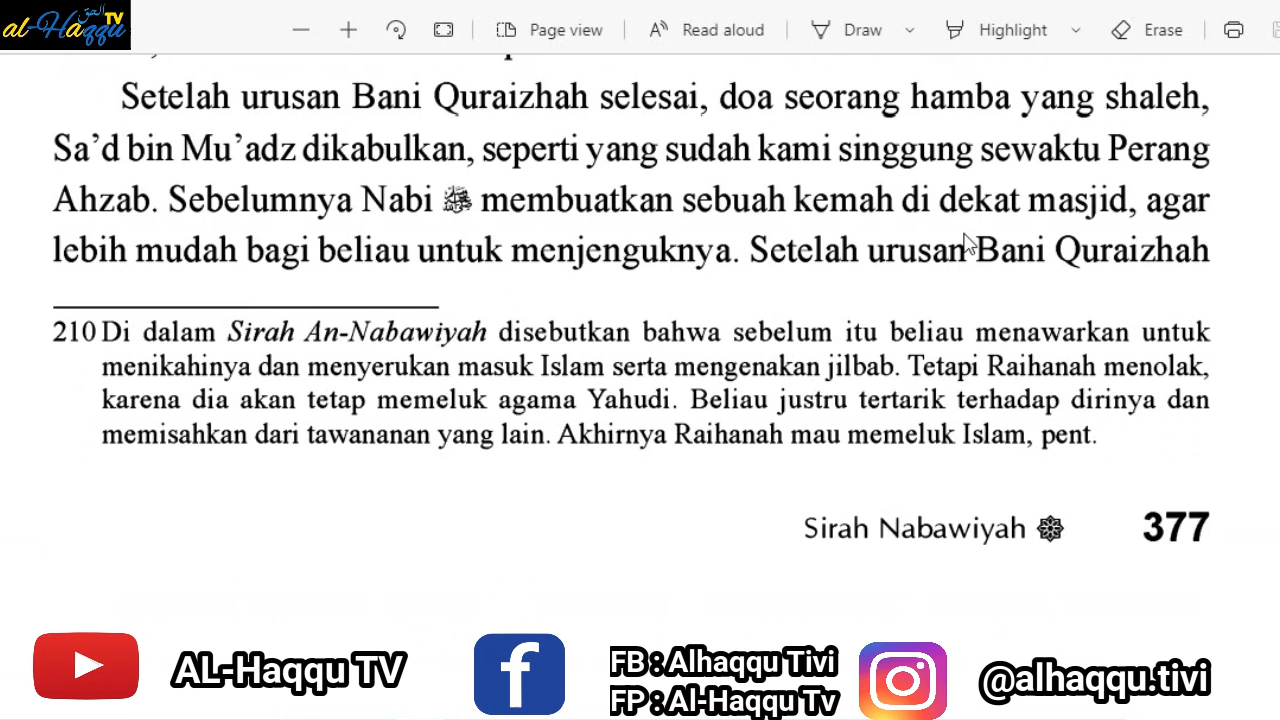 al-Haqqu TV
الحق
Page view
Read aloud
Draw
Highlight
Erase
Setelah urusan Bani Quraizhah selesai, doa seorang hamba yang shaleh,
Sa’d bin Mu’adz dikabulkan, seperti yang sudah kami singgung sewaktu Perang
Ahzab. Sebelumnya Nabi ﷺ membuatkan sebuah kemah di dekat masjid, agar
lebih mudah bagi beliau untuk menjenguknya. Setelah urusan Bani Quraizhah
210 Di dalam Sirah An-Nabawiyah disebutkan bahwa sebelum itu beliau menawarkan untuk
menikahinya dan menyerukan masuk Islam serta mengenakan jilbab. Tetapi Raihanah menolak,
karena dia akan tetap memeluk agama Yahudi. Beliau justru tertarik terhadap dirinya dan
memisahkan dari tawananan yang lain. Akhirnya Raihanah mau memeluk Islam, pent.
Sirah Nabawiyah 377
AL-Haqqu TV
f
FB : Alhaqqu Tivi
FP : Al-Haqqu Tv
@alhaqqu.tivi